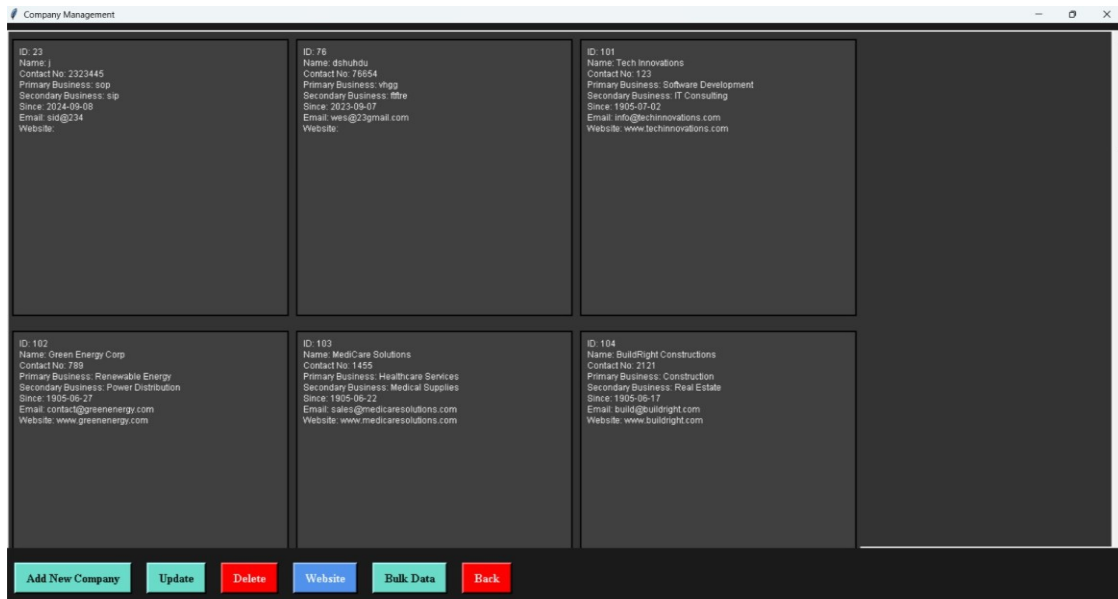 Company Management
ID: 23
Name: j
Contact No: 2323445
Primary Business: sop
Secondary Business: sip
Since: 2024-09-08
Email: sid@234
Website:
ID: 76
Name: dshuhdu
Contact No: 76654
Primary Business: vhgg
Secondary Business:
Since: 2023-09-07
Email: wes@23gmail.com
Website:
ID: 101
Name: Tech Innovations
Contact No: 123
Primary Business: Software Development
Secondary Business: IT Consulting
Since: 1905-07-02
Email: info@techinnovations.com
Website: www.techinnovations.com
ID: 102
Name: Green Energy Corp
Contact No: 789
Primary Business: Renewable Energy
Secondary Business: Power Distribution
Since: 1905-06-27
Email: contact@greenenergy.com
Website: www.greenenergy.com
ID: 103
Name: MediCare Solutions
Contact No: 1455
Primary Business: Healthcare Services
Secondary Business: Medical Supplies
Since: 1905-06-22
Email: sales@medicaresolutions.com
Website: www.medicaresolutions.com
ID: 104
Name: BuildRight Constructions
Contact No: 2121
Primary Business: Construction
Secondary Business: Real Estate
Since: 1905-06-17
Email: build@buildright.com
Website: www.buildright.com
Add New Company
Update
Delete
Website
Bulk Data
Back